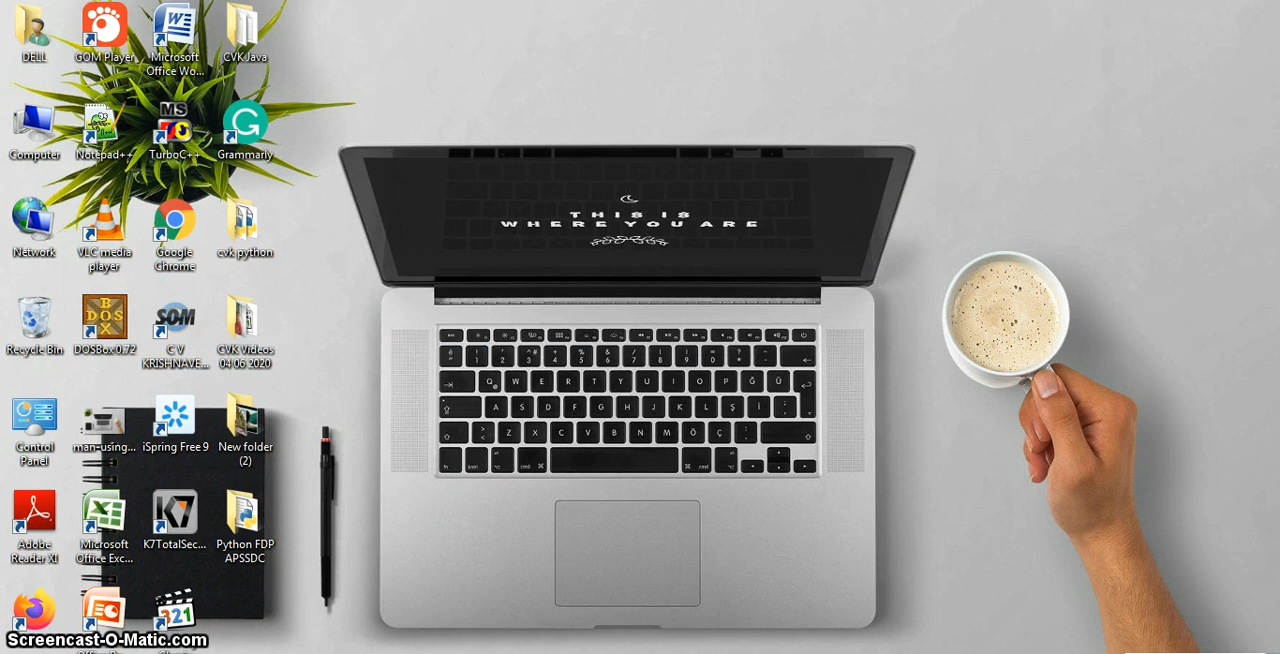 DELL
GOM Player
Microsoft
Office Wo...
CVK Java
Computer
Notepad++
MS
TurboC++
Grammarly
Network
VLC media
player
Google
Chrome
cvk python
Recycle Bin
DOSBox 0.72
SOM
C V
KRISHNAVE...
CVK Videos
04 06 2020
Control
Panel
man-using...
iSpring Free 9
New folder
(2)
Adobe
Reader XI
Microsoft
Office Exc...
K7
K7TotalSec...
Python FDP
APSSDC
321
Screencast-O-Matic.com
THIS IS
WHERE YOU ARE
Q W E R T Y U I O P Ğ Ü
A S D F G H J K L Ş İ
Z X C V B N M Ö Ç